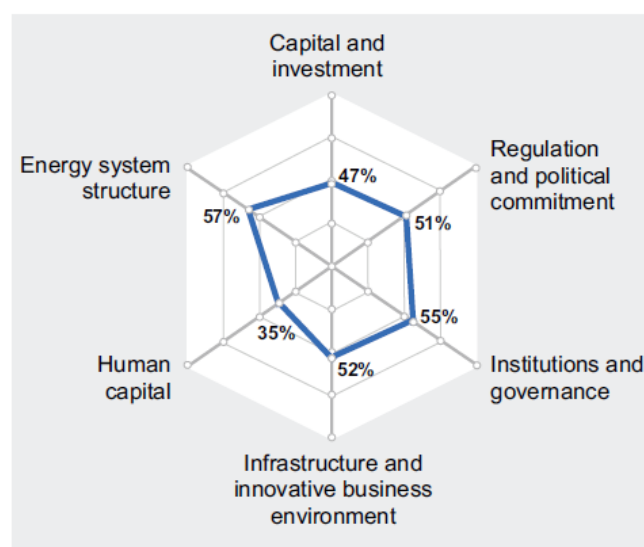 Capital and
investment
47%
Regulation
and political
commitment
51%
Energy system
structure
57%
55%
Institutions and
governance
35%
Human
capital
52%
Infrastructure and
innovative business
environment